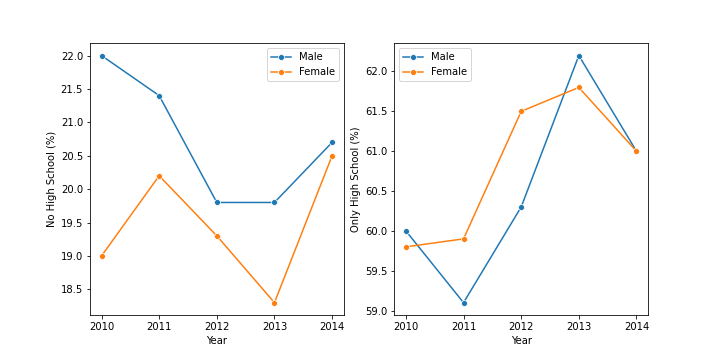 No High School (%)
22.0
21.5
21.0
20.5
20.0
19.5
19.0
18.5
2010 2011 2012 2013 2014
Year
Male
Female
Only High School (%)
62.0
61.5
61.0
60.5
60.0
59.5
59.0
2010 2011 2012 2013 2014
Year
Male
Female